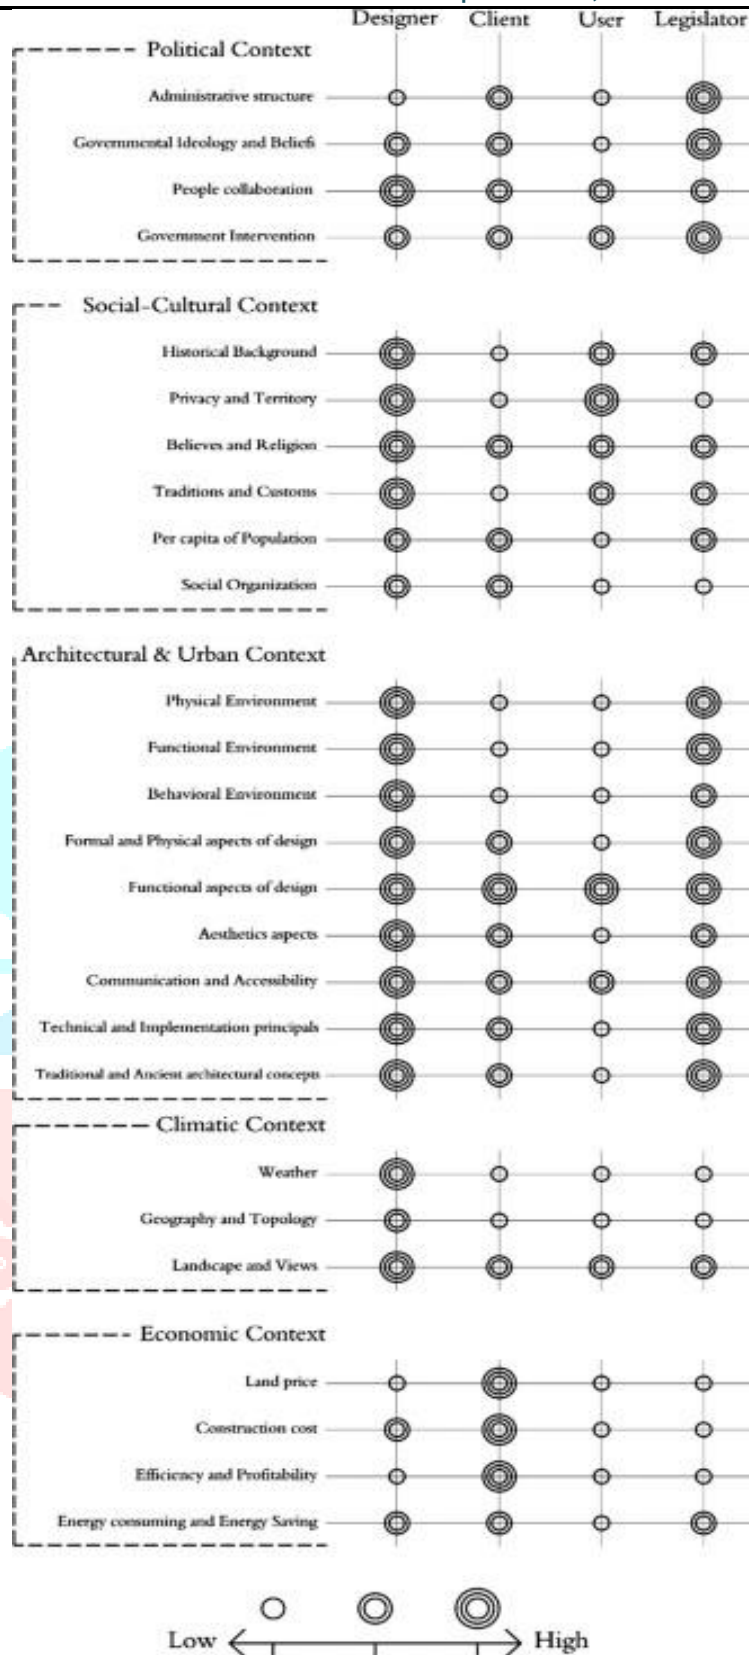 Designer Client User Legislator
Political Context
Administrative structure
Governmental Ideology and Beliefs
People collaboration
Government Intervention
Social-Cultural Context
Historical Background
Privacy and Territory
Believes and Religion
Traditions and Customs
Per capita of Population
Social Organization
Architectural & Urban Context
Physical Environment
Functional Environment
Behavioral Environment
Formal and Physical aspects of design
Functional aspects of design
Aesthetics aspects
Communication and Accessibility
Technical and Implementation principals
Traditional and Ancient architectural concepts
Climatic Context
Weather
Geography and Topology
Landscape and Views
Economic Context
Land price
Construction cost
Efficiency and Profitability
Energy consuming and Energy Saving
Low High